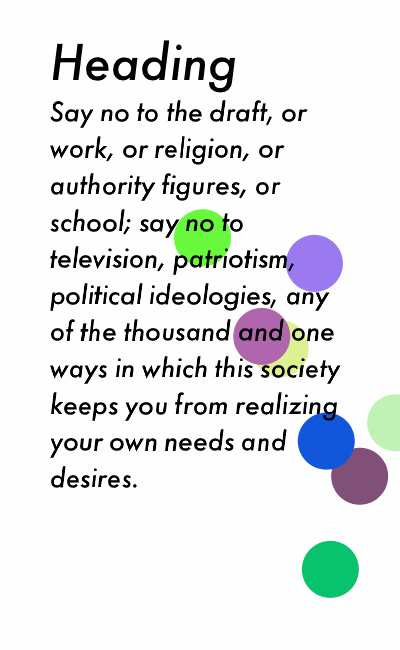 Heading
Say no to the draft, or
work, or religion, or
authority figures, or
school; say no to
television, patriotism,
political ideologies, any
of the thousand and one
ways in which this society
keeps you from realizing
your own needs and
desires.